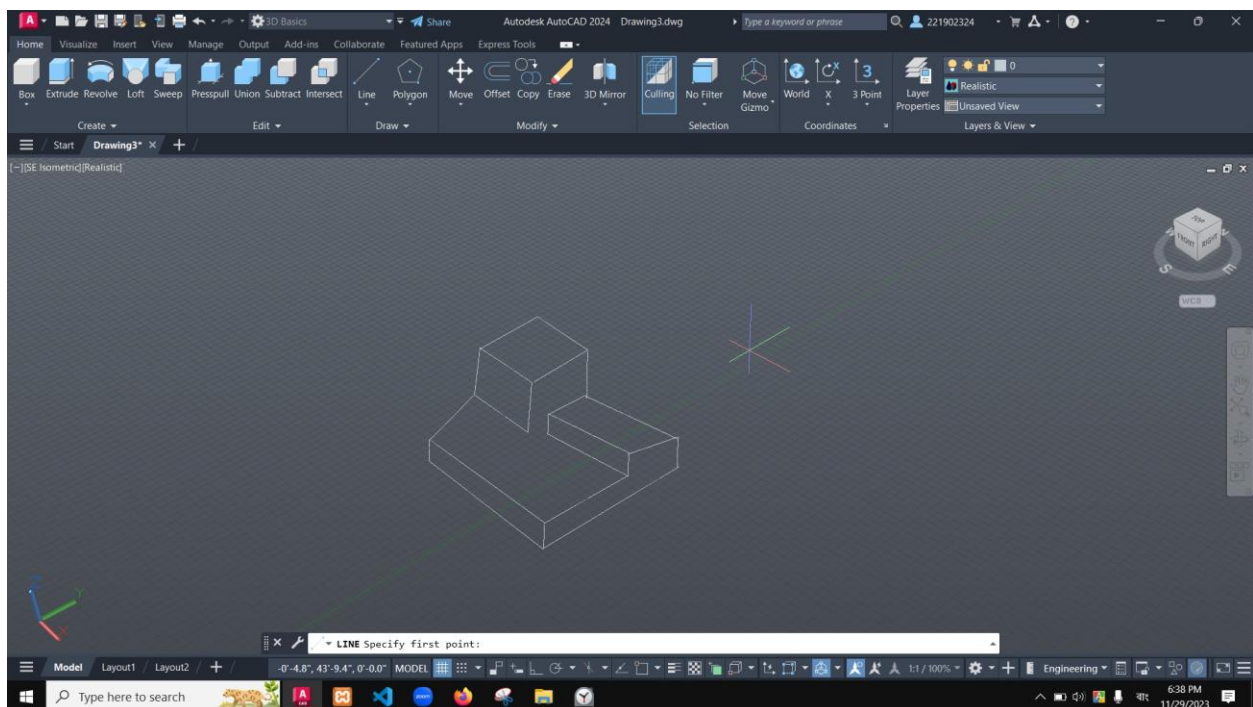 A 3D Basics Share Autodesk AutoCAD 2024 Drawing3.dwg Type a keyword or phrase 221902324
Home Visualize Insert View Manage Output Add-ins Collaborate Featured Apps Express Tools
Box Extrude Revolve Loft Sweep Presspull Union Subtract Intersect Line Polygon Move Offset Copy Erase 3D Mirror Culling No Filter Move Gizmo World X 3 Point Layer Properties
0
Realistic
Unsaved View
Create Edit Draw Modify Selection Coordinates Layers & View
Start Drawing3* × +
[−][SE Isometric][Realistic]
TOP
FRONT RIGHT
S E
WCS
Z Y X
LINE Specify first point:
Model Layout1 Layout2 + -0'-4.8", 43'-9.4", 0'-0.0" MODEL 1:1 / 100% Engineering
Type here to search zoom 6:38 PM
বাং 11/29/2023